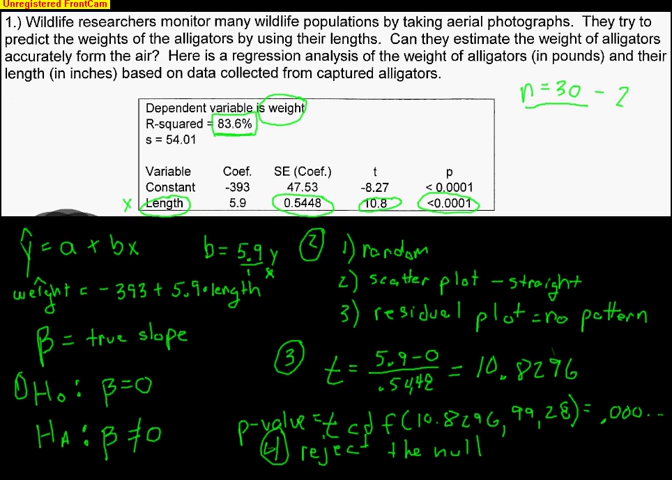 Unregistered FrontCam
1.) Wildlife researchers monitor many wildlife populations by taking aerial photographs. They try to
predict the weights of the alligators by using their lengths. Can they estimate the weight of alligators
accurately form the air? Here is a regression analysis of the weight of alligators (in pounds) and their
length (in inches) based on data collected from captured alligators.
n = 30 - 2
Dependent variable is weight
R-squared = 83.6%
s = 54.01
Variable Coef. SE (Coef.) t p
Constant -393 47.53 -8.27 < 0.0001
x Length 5.9 0.5448 10.8 <0.0001
ŷ = a + bx
b = 5.9 y
1 x
weight^ = -393 + 5.9 • length
β = true slope
① H₀ : β = 0
H_A : β ≠ 0
② 1) random
2) scatter plot - straight
3) residual plot = no pattern
③ t = 5.9 - 0 / .5448 = 10.8296
p-value = tcdf(10.8296, 99, 28) = .000...
④ reject the null